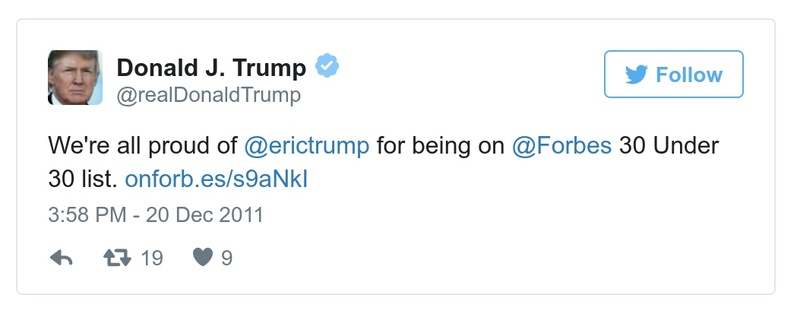 Donald J. Trump
@realDonaldTrump
Follow
We're all proud of @erictrump for being on @Forbes 30 Under
30 list. onforb.es/s9aNkI
3:58 PM - 20 Dec 2011
19
9